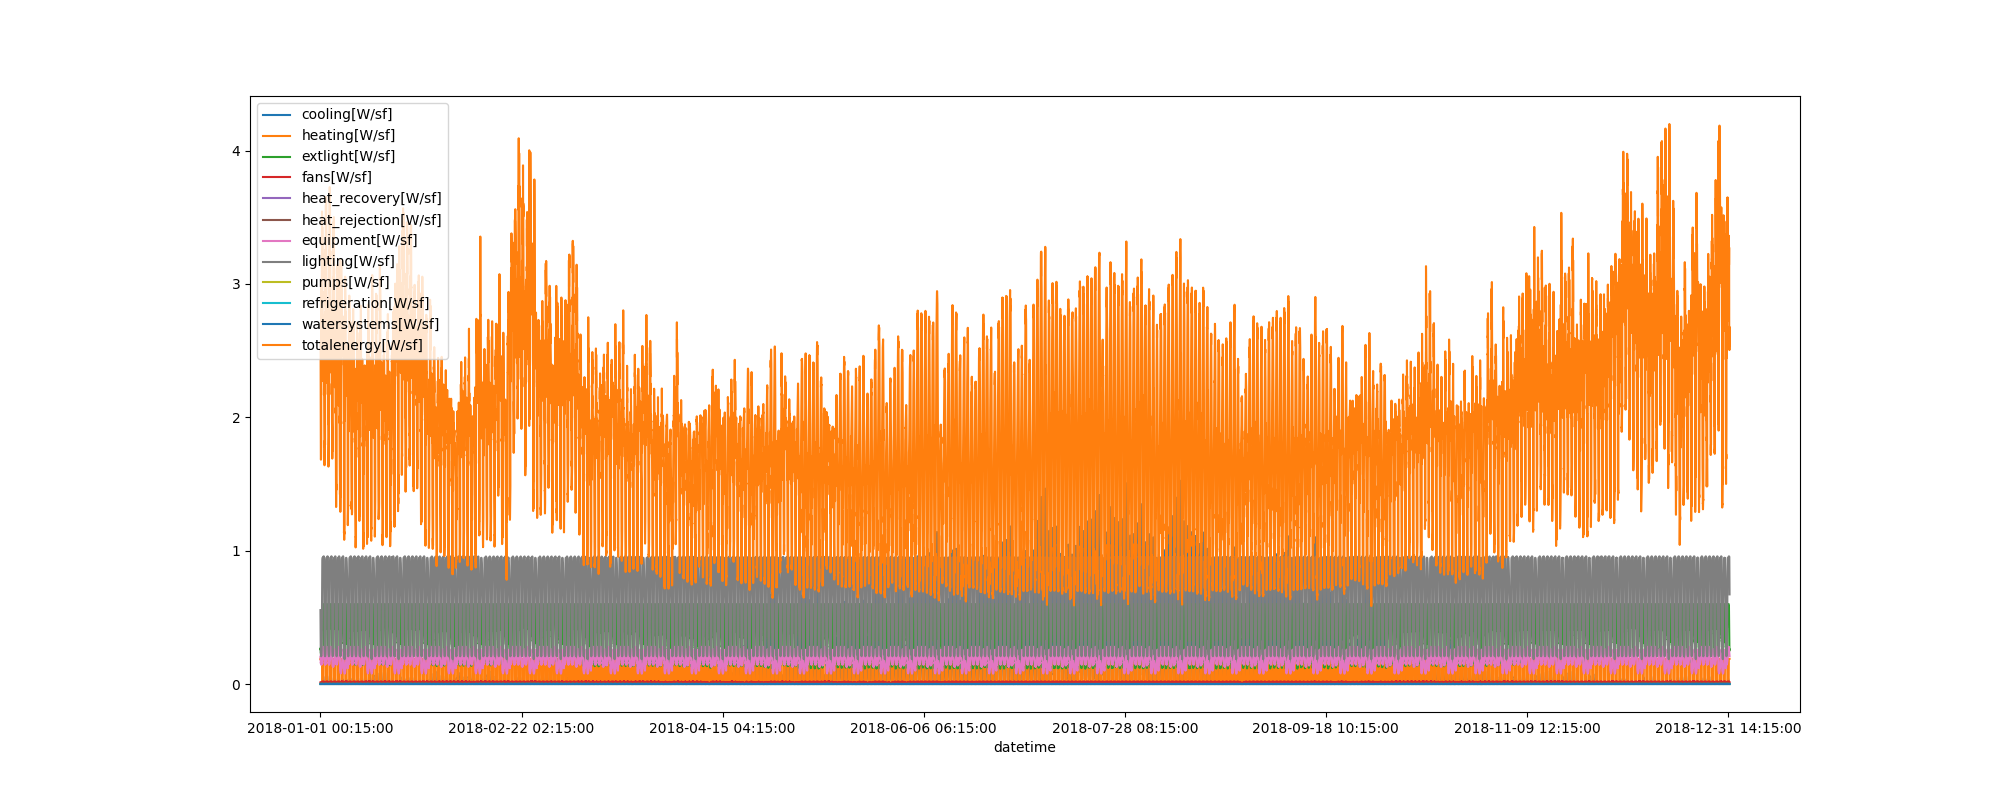 cooling[W/sf]
heating[W/sf]
extlight[W/sf]
fans[W/sf]
heat_recovery[W/sf]
heat_rejection[W/sf]
equipment[W/sf]
lighting[W/sf]
pumps[W/sf]
refrigeration[W/sf]
watersystems[W/sf]
totalenergy[W/sf]
4
3
2
1
0
2018-01-01 00:15:00 2018-02-22 02:15:00 2018-04-15 04:15:00 2018-06-06 06:15:00 2018-07-28 08:15:00 2018-09-18 10:15:00 2018-11-09 12:15:00 2018-12-31 14:15:00
datetime